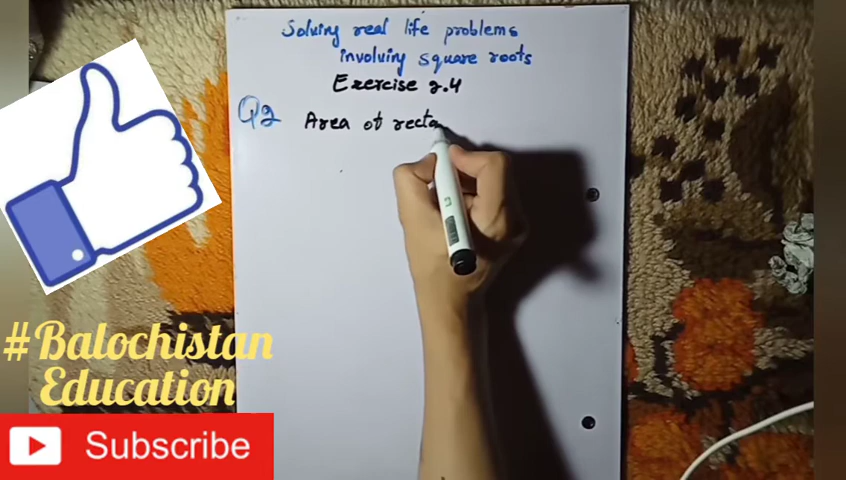 Solving real life problems
involving square roots
Exercise 2.4
Q2 Area of recta
#Balochistan
Education
Subscribe